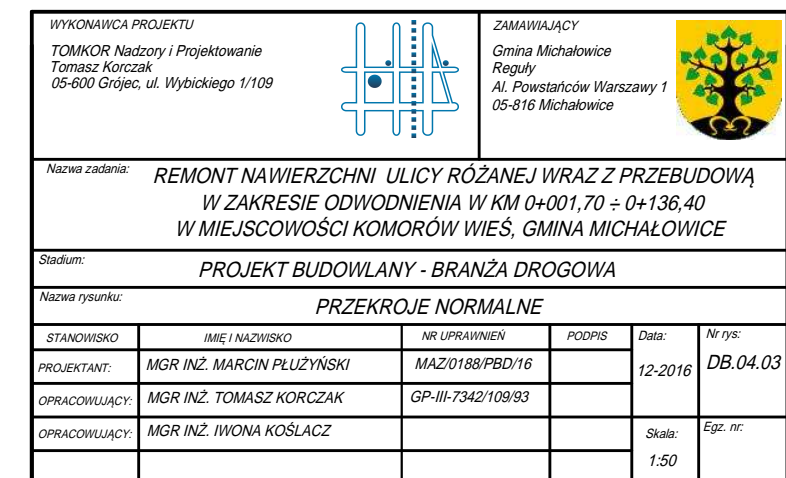 WYKONAWCA PROJEKTU
TOMKOR Nadzory i Projektowanie
Tomasz Korczak
05-600 Grójec, ul. Wybickiego 1/109
ZAMAWIAJĄCY
Gmina Michałowice
Reguły
Al. Powstańców Warszawy 1
05-816 Michałowice
Nazwa zadania:
REMONT NAWIERZCHNI ULICY RÓŻANEJ WRAZ Z PRZEBUDOWĄ
W ZAKRESIE ODWODNIENIA W KM 0+001,70 ÷ 0+136,40
W MIEJSCOWOŚCI KOMORÓW WIEŚ, GMINA MICHAŁOWICE
Stadium:
PROJEKT BUDOWLANY - BRANŻA DROGOWA
Nazwa rysunku:
PRZEKROJE NORMALNE
STANOWISKO IMIĘ I NAZWISKO NR UPRAWNIEŃ PODPIS Data: Nr rys:
PROJEKTANT: MGR INŻ. MARCIN PŁUŻYŃSKI MAZ/0188/PBD/16 12-2016 DB.04.03
OPRACOWUJĄCY: MGR INŻ. TOMASZ KORCZAK GP-III-7342/109/93
OPRACOWUJĄCY: MGR INŻ. IWONA KOŚLACZ Skala: Egz. nr:
1:50